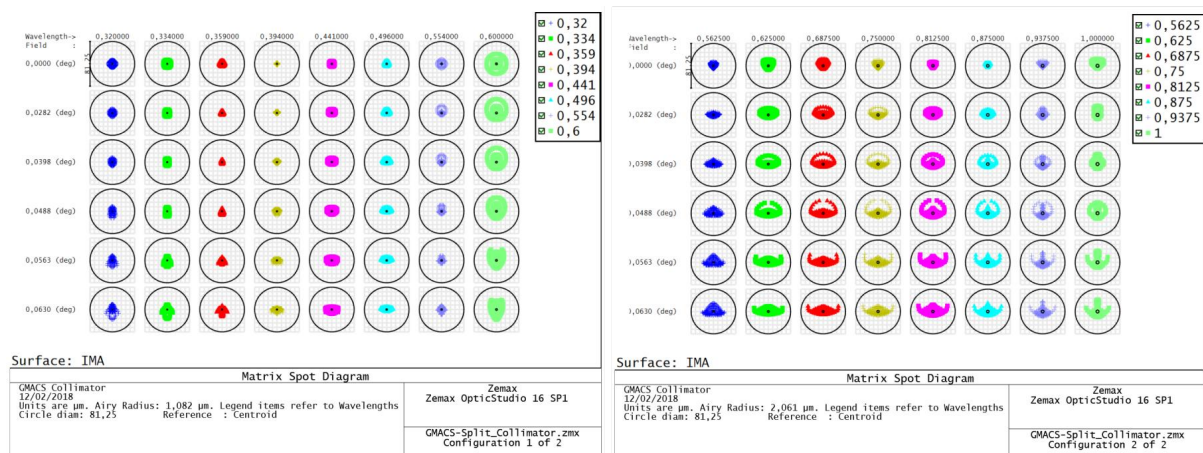 Wavelength-> 0,320000 0,334000 0,359000 0,394000 0,441000 0,496000 0,554000 0,600000
Field :
81,25
0,0000 (deg)
0,0282 (deg)
0,0398 (deg)
0,0488 (deg)
0,0563 (deg)
0,0630 (deg)
0,32
0,334
0,359
0,394
0,441
0,496
0,554
0,6
Surface: IMA
Matrix Spot Diagram
GMACS Collimator
12/02/2018
Units are µm. Airy Radius: 1,082 µm. Legend items refer to Wavelengths
Circle diam: 81,25 Reference : Centroid
Zemax
Zemax OpticStudio 16 SP1
GMACS-Split_Collimator.zmx
Configuration 1 of 2
avelength-> 0,562500 0,625000 0,687500 0,750000 0,812500 0,875000 0,937500 1,000000
ield :
81,25
,0000 (deg)
,0282 (deg)
,0398 (deg)
,0488 (deg)
,0563 (deg)
,0630 (deg)
0,5625
0,625
0,6875
0,75
0,8125
0,875
0,9375
1
Surface: IMA
Matrix Spot Diagram
GMACS Collimator
12/02/2018
Units are µm. Airy Radius: 2,061 µm. Legend items refer to Wavelengths
Circle diam: 81,25 Reference : Centroid
Zemax
Zemax OpticStudio 16 SP1
GMACS-Split_Collimator.zmx
Configuration 2 of 2